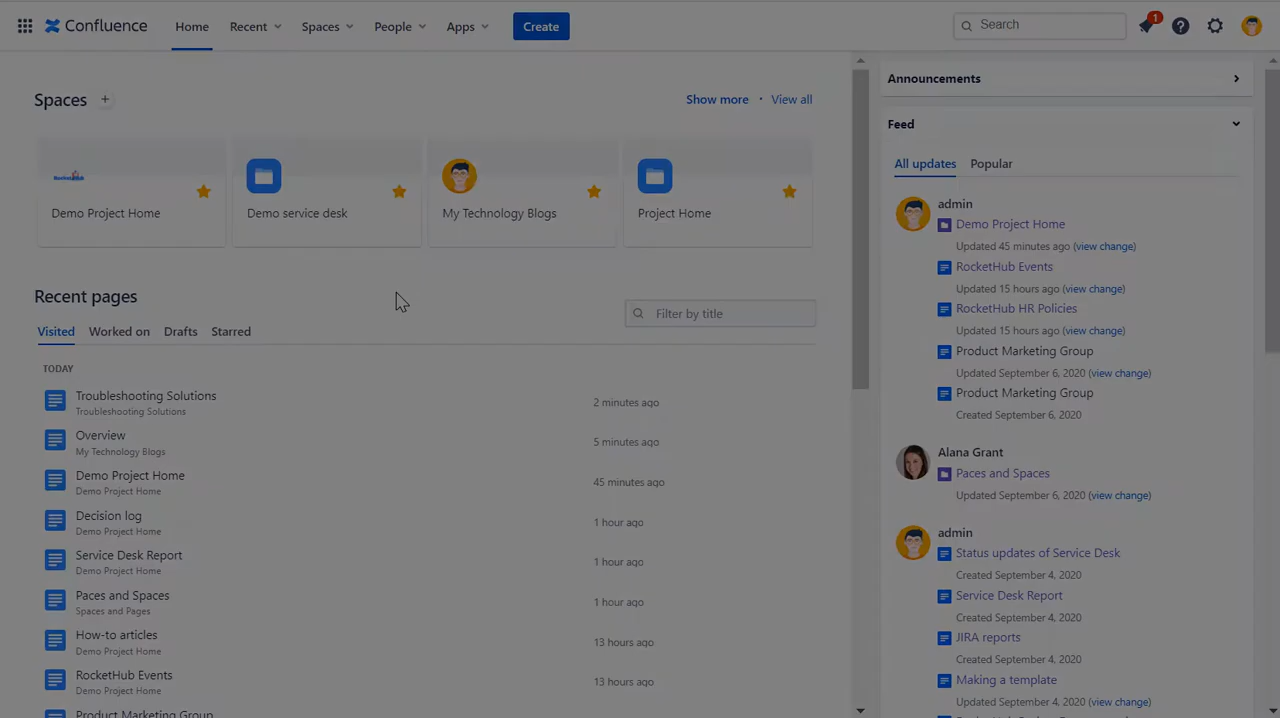 Confluence Home Recent Spaces People Apps Create Search 1
Spaces + Show more • View all
RocketHub
Demo Project Home
Demo service desk
My Technology Blogs
Project Home
Recent pages
Filter by title
Visited Worked on Drafts Starred
TODAY
Troubleshooting Solutions 2 minutes ago
Troubleshooting Solutions
Overview 5 minutes ago
My Technology Blogs
Demo Project Home 45 minutes ago
Demo Project Home
Decision log 1 hour ago
Demo Project Home
Service Desk Report 1 hour ago
Demo Project Home
Paces and Spaces 1 hour ago
Spaces and Pages
How-to articles 13 hours ago
Demo Project Home
RocketHub Events 13 hours ago
Demo Project Home
Product Marketing Group
Announcements
Feed
All updates Popular
admin
Demo Project Home
Updated 45 minutes ago (view change)
RocketHub Events
Updated 15 hours ago (view change)
RocketHub HR Policies
Updated 15 hours ago (view change)
Product Marketing Group
Updated September 6, 2020 (view change)
Product Marketing Group
Created September 6, 2020
Alana Grant
Paces and Spaces
Updated September 6, 2020 (view change)
admin
Status updates of Service Desk
Created September 4, 2020
Service Desk Report
Created September 4, 2020
JIRA reports
Created September 4, 2020
Making a template
Updated September 4, 2020 (view change)